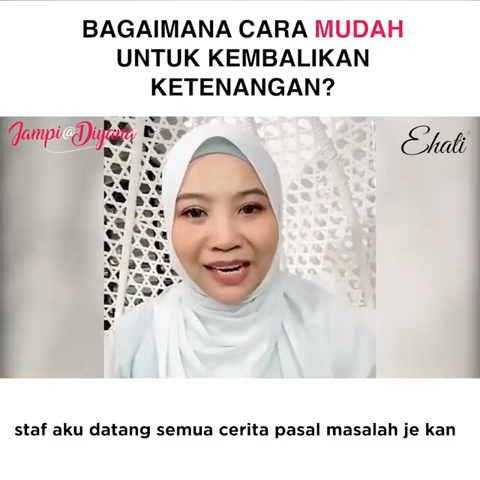 BAGAIMANA CARA MUDAH
UNTUK KEMBALIKAN
KETENANGAN?
Jampi@Diyana
Ehati
staf aku datang semua cerita pasal masalah je kan